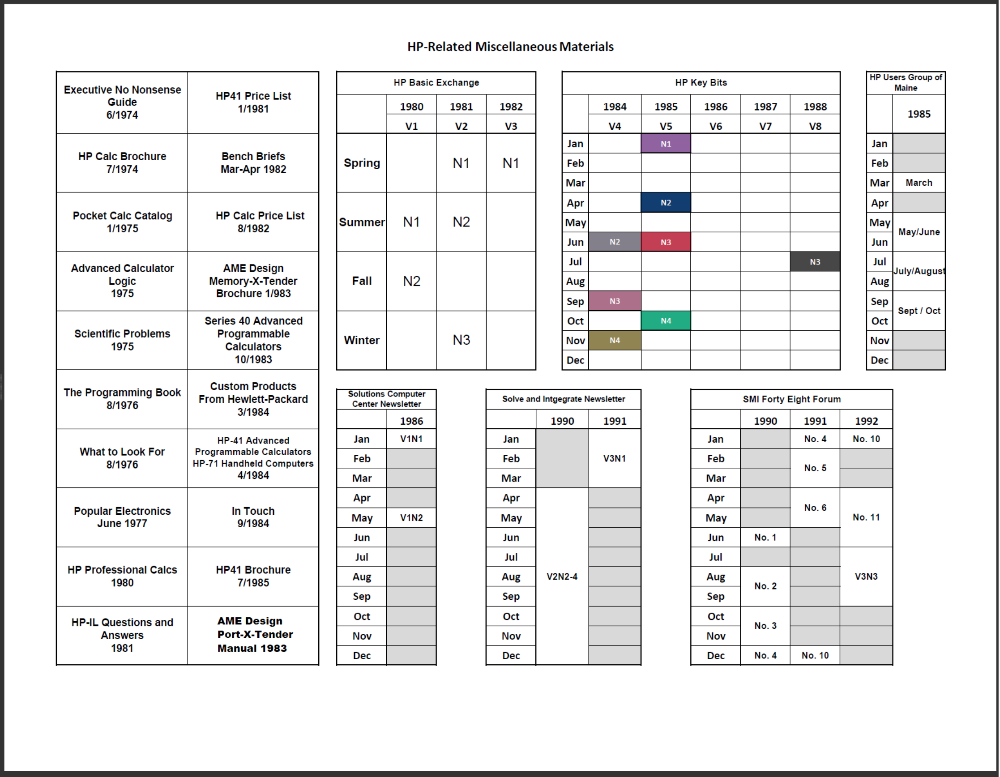 HP-Related Miscellaneous Materials
Executive No Nonsense
Guide
6/1974
HP41 Price List
1/1981
HP Calc Brochure
7/1974
Bench Briefs
Mar-Apr 1982
Pocket Calc Catalog
1/1975
HP Calc Price List
8/1982
Advanced Calculator
Logic
1975
AME Design
Memory-X-Tender
Brochure 1/983
Scientific Problems
1975
Series 40 Advanced
Programmable
Calculators
10/1983
The Programming Book
8/1976
Custom Products
From Hewlett-Packard
3/1984
What to Look For
8/1976
HP-41 Advanced
Programmable Calculators
HP-71 Handheld Computers
4/1984
Popular Electronics
June 1977
In Touch
9/1984
HP Professional Calcs
1980
HP41 Brochure
7/1985
HP-IL Questions and
Answers
1981
AME Design
Port-X-Tender
Manual 1983
HP Basic Exchange
1980 1981 1982
V1 V2 V3
Spring N1 N1
Summer N1 N2
Fall N2
Winter N3
HP Key Bits
1984 1985 1986 1987 1988
V4 V5 V6 V7 V8
Jan N1
Feb
Mar
Apr N2
May
Jun N2 N3
Jul N3
Aug
Sep N3
Oct N4
Nov N4
Dec
HP Users Group of
Maine
1985
Jan
Feb
Mar March
Apr
May
May/June
Jun
Jul
July/August
Aug
Sep
Sept / Oct
Oct
Nov
Dec
Solutions Computer
Center Newsletter
1986
Jan V1N1
Feb
Mar
Apr
May V1N2
Jun
Jul
Aug
Sep
Oct
Nov
Dec
Solve and Intgegrate Newsletter
1990 1991
Jan
Feb V3N1
Mar
Apr
May
Jun
Jul
Aug V2N2-4
Sep
Oct
Nov
Dec
SMI Forty Eight Forum
1990 1991 1992
Jan No. 4 No. 10
Feb
No. 5
Mar
Apr
No. 6
May No. 11
Jun No. 1
Jul
Aug V3N3
No. 2
Sep
Oct
No. 3
Nov
Dec No. 4 No. 10